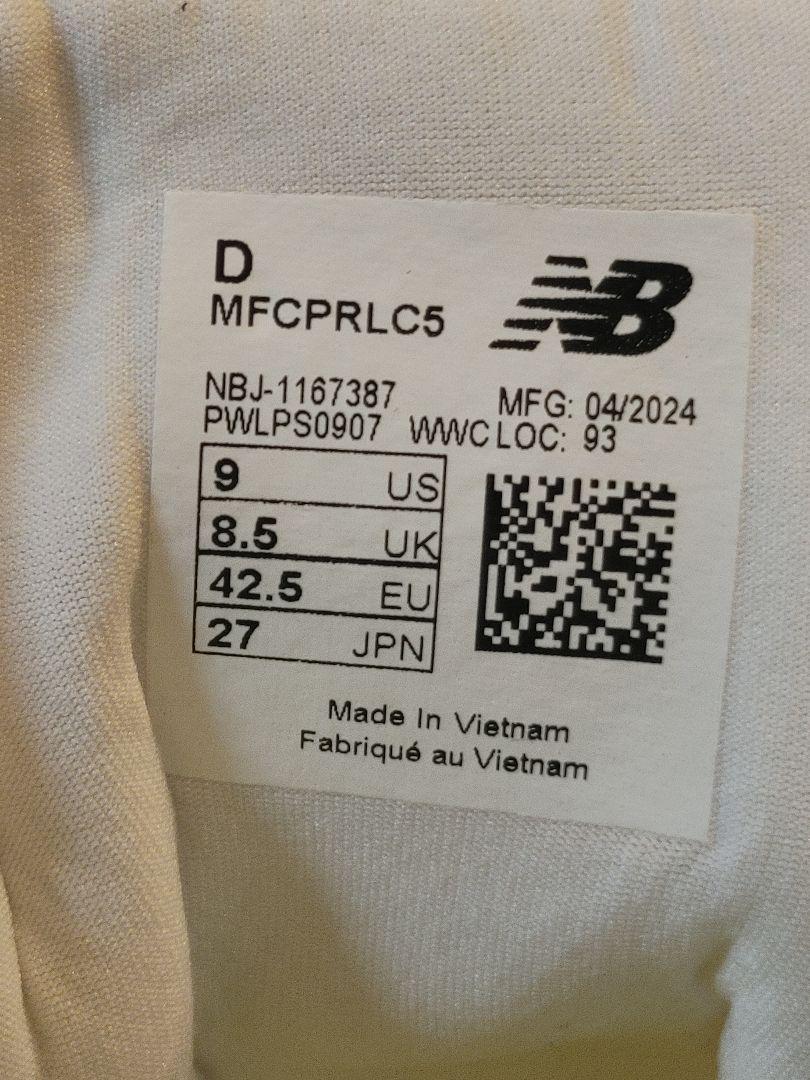 D
NB
MFCPRLC5
NBJ-1167387
MFG: 04/2024
PWLPS0907 WWC LOC: 93
9 US
8.5 UK
42.5 EU
27 JPN
Made In Vietnam
Fabriqué au Vietnam